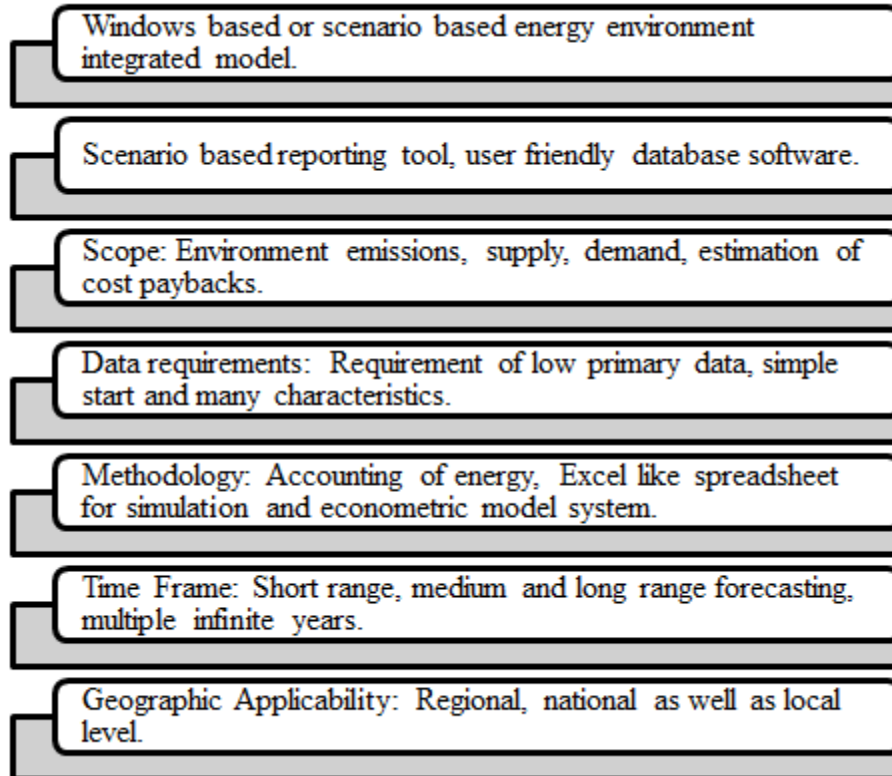 Windows based or scenario based energy environment
integrated model.
Scenario based reporting tool, user friendly database software.
Scope: Environment emissions, supply, demand, estimation of
cost paybacks.
Data requirements: Requirement of low primary data, simple
start and many characteristics.
Methodology: Accounting of energy, Excel like spreadsheet
for simulation and econometric model system.
Time Frame: Short range, medium and long range forecasting,
multiple infinite years.
Geographic Applicability: Regional, national as well as local
level.